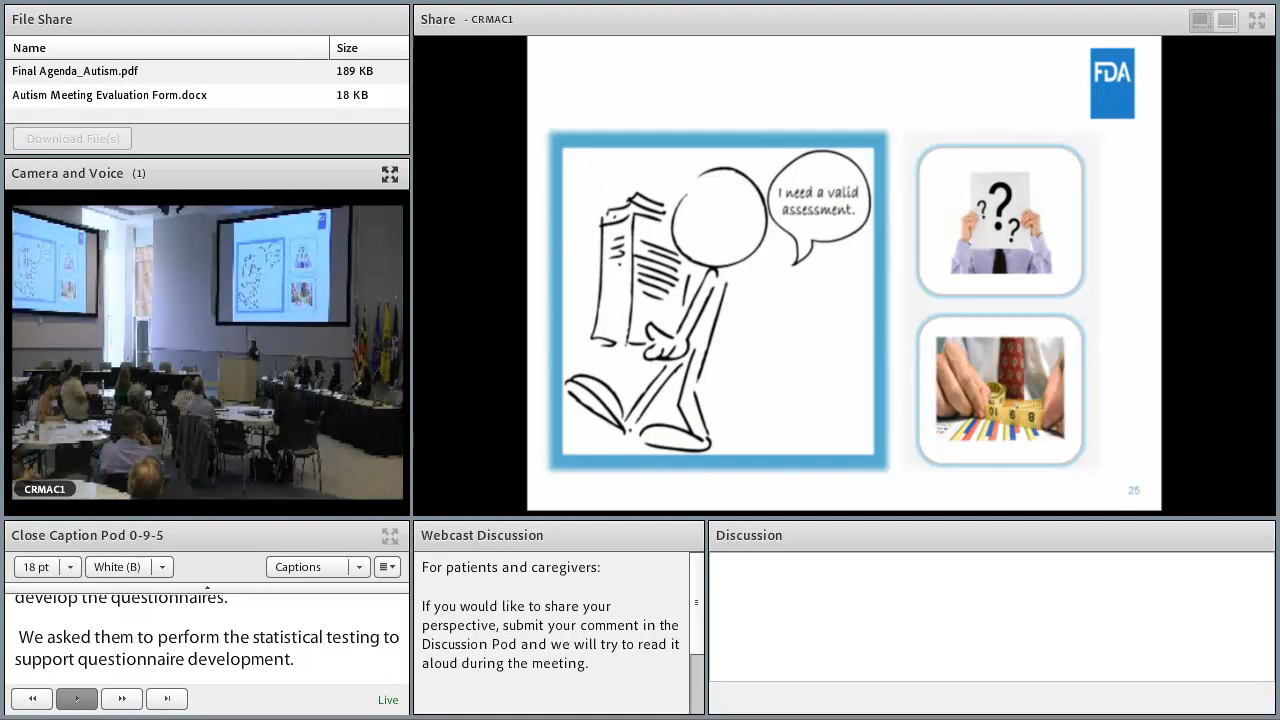 File Share
Name
Size
Final Agenda_Autism.pdf
189 KB
Autism Meeting Evaluation Form.docx
18 KB
Download File(s)
Camera and Voice (1)
CRMAC1
Close Caption Pod 0-9-5
18 pt
White (B)
Captions
develop the questionnaires.
We asked them to perform the statistical testing to
support questionnaire development.
Live
Share - CRMAC1
FDA
I need a valid
assessment.
? ? ?
10 9 8
25
Webcast Discussion
For patients and caregivers:
If you would like to share your
perspective, submit your comment in the
Discussion Pod and we will try to read it
aloud during the meeting.
Discussion